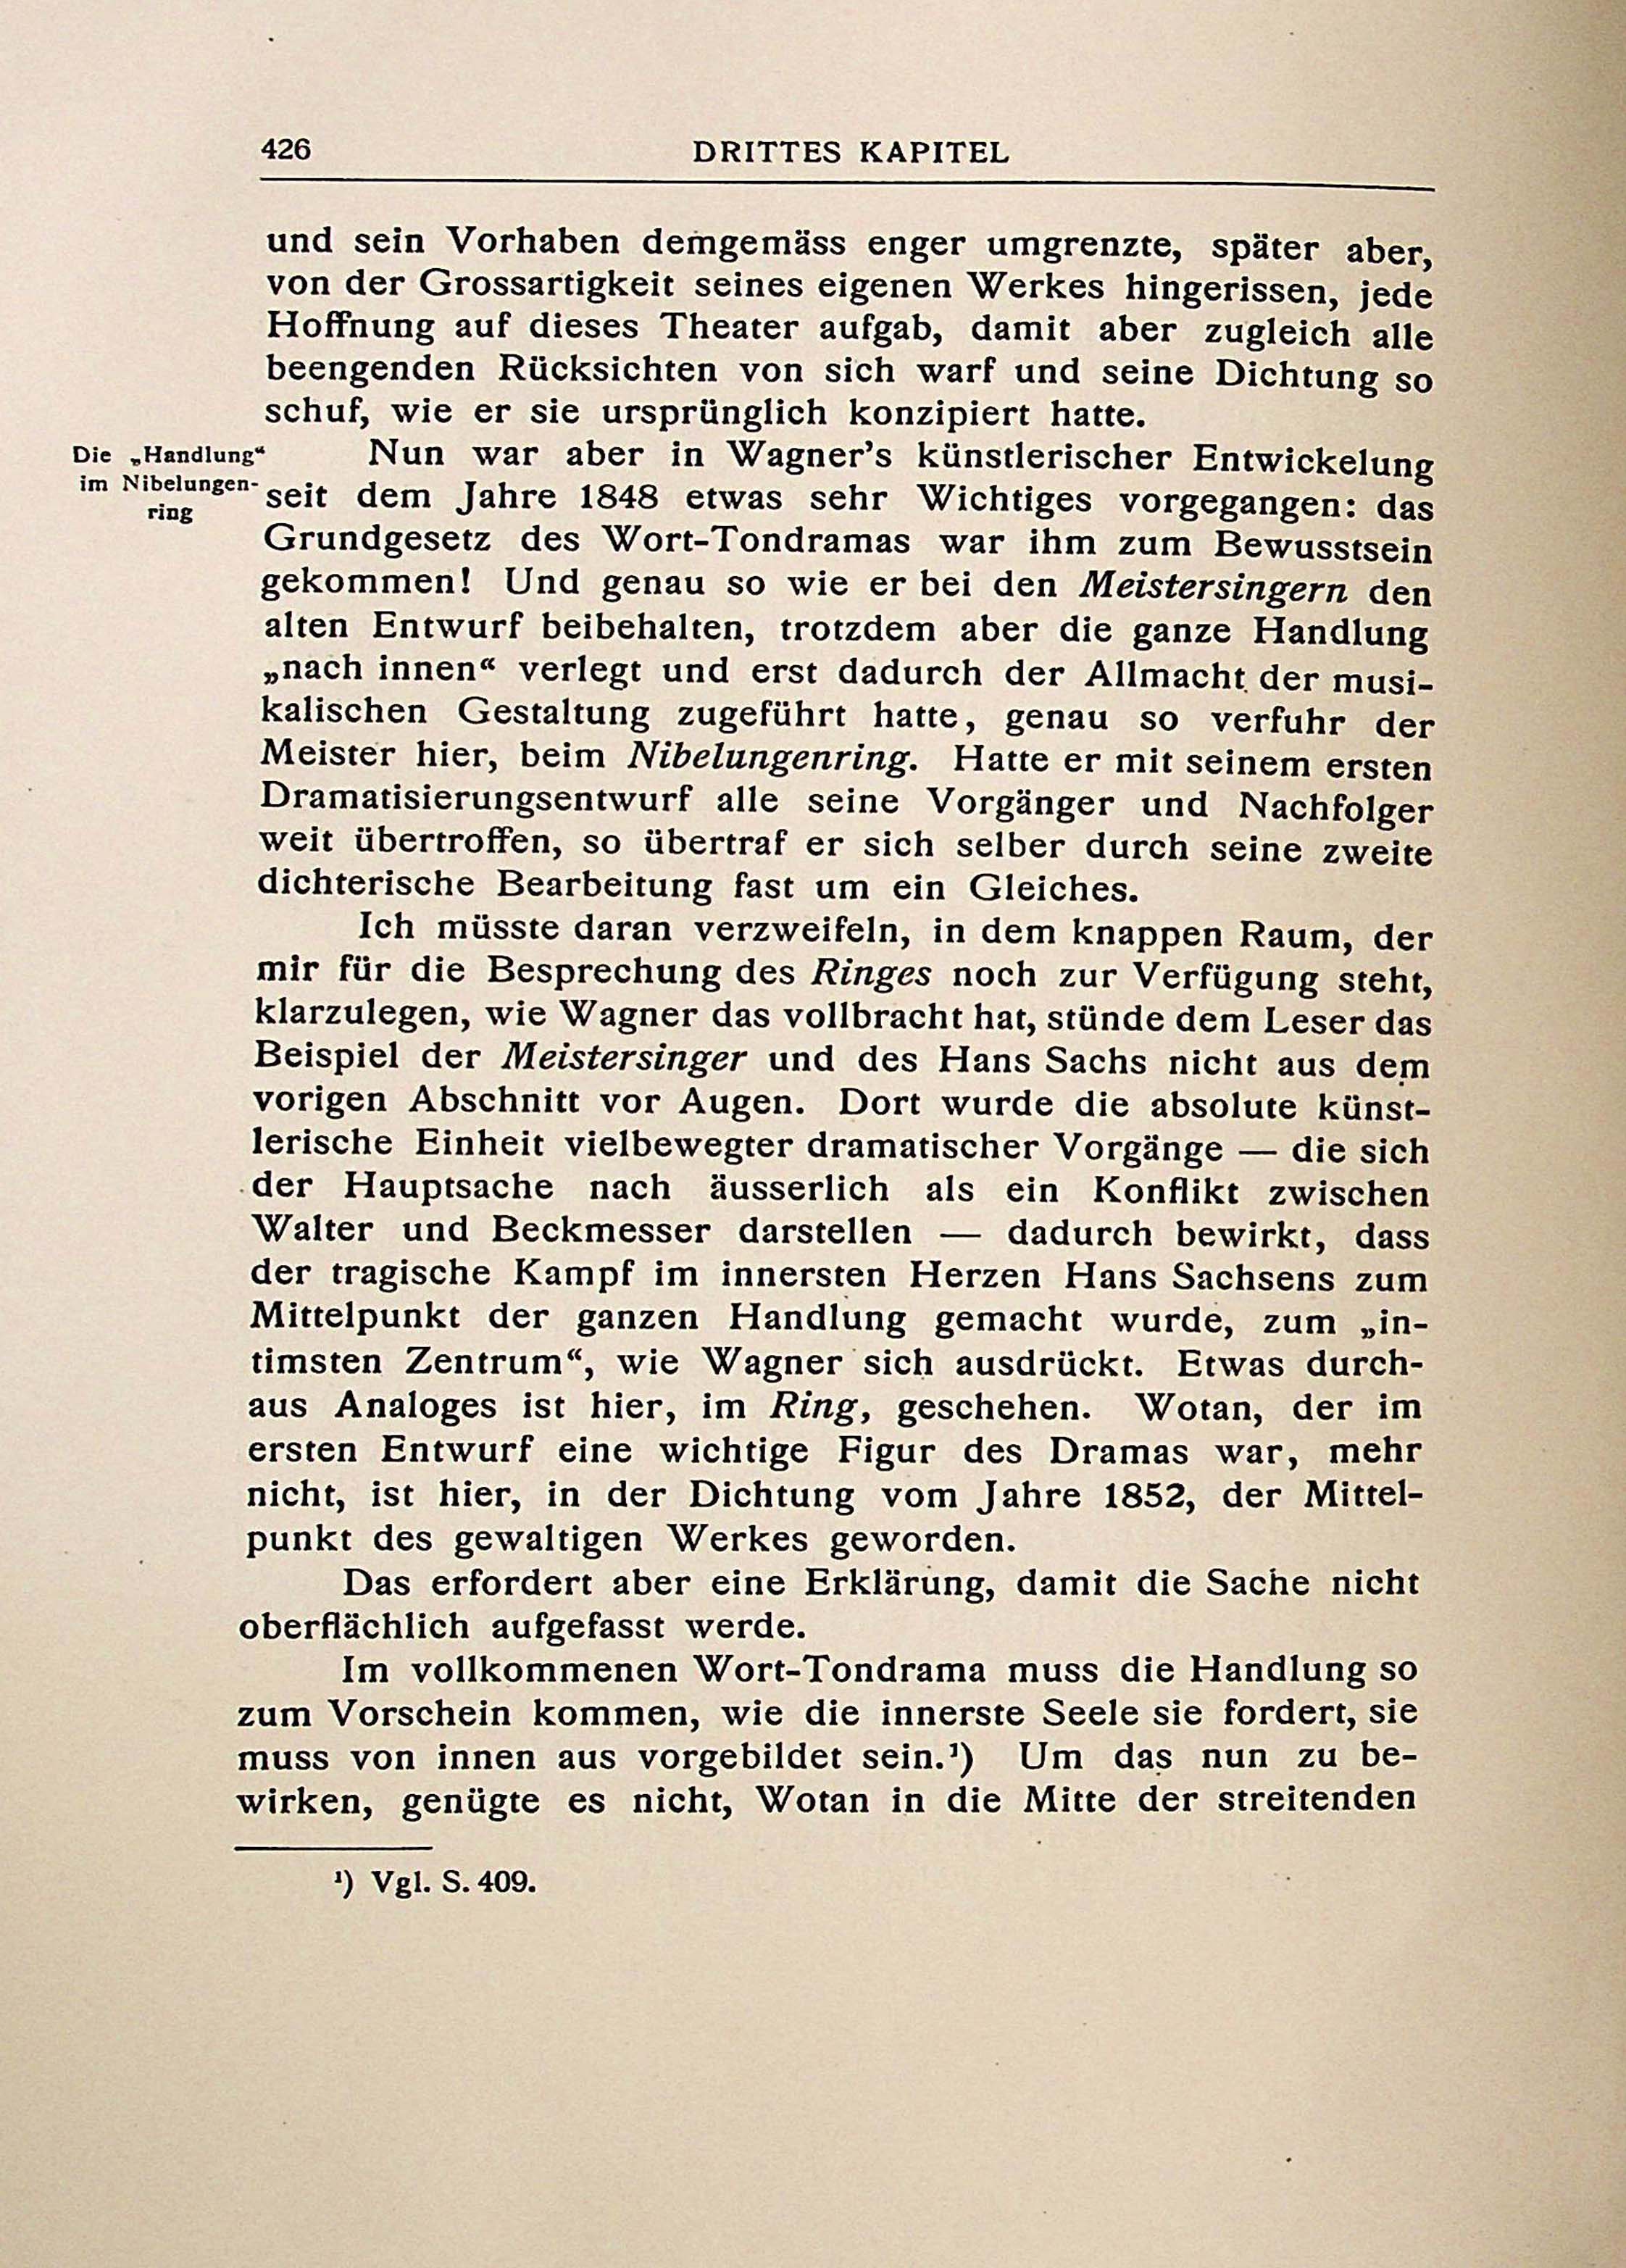 426
DRITTES KAPITEL
und sein Vorhaben demgemäss enger umgrenzte, später aber,
von der Grossartigkeit seines eigenen Werkes hingerissen, jede
Hoffnung auf dieses Theater aufgab, damit aber zugleich alle
beengenden Rücksichten von sich warf und seine Dichtung so
schuf, wie er sie ursprünglich konzipiert hatte.
Die „Handlung“
im Nibelungen-
ring
Nun war aber in Wagner's künstlerischer Entwickelung
seit dem Jahre 1848 etwas sehr Wichtiges vorgegangen: das
Grundgesetz des Wort-Tondramas war ihm zum Bewusstsein
gekommen! Und genau so wie er bei den Meistersingern den
alten Entwurf beibehalten, trotzdem aber die ganze Handlung
„nach innen“ verlegt und erst dadurch der Allmacht der musi-
kalischen Gestaltung zugeführt hatte, genau so verfuhr der
Meister hier, beim Nibelungenring. Hatte er mit seinem ersten
Dramatisierungsentwurf alle seine Vorgänger und Nachfolger
weit übertroffen, so übertraf er sich selber durch seine zweite
dichterische Bearbeitung fast um ein Gleiches.
Ich müsste daran verzweifeln, in dem knappen Raum, der
mir für die Besprechung des Ringes noch zur Verfügung steht,
klarzulegen, wie Wagner das vollbracht hat, stünde dem Leser das
Beispiel der Meistersinger und des Hans Sachs nicht aus dem
vorigen Abschnitt vor Augen. Dort wurde die absolute künst-
lerische Einheit vielbewegter dramatischer Vorgänge — die sich
der Hauptsache nach äusserlich als ein Konflikt zwischen
Walter und Beckmesser darstellen — dadurch bewirkt, dass
der tragische Kampf im innersten Herzen Hans Sachsens zum
Mittelpunkt der ganzen Handlung gemacht wurde, zum „in-
timsten Zentrum“, wie Wagner sich ausdrückt. Etwas durch-
aus Analoges ist hier, im Ring, geschehen. Wotan, der im
ersten Entwurf eine wichtige Figur des Dramas war, mehr
nicht, ist hier, in der Dichtung vom Jahre 1852, der Mittel-
punkt des gewaltigen Werkes geworden.
Das erfordert aber eine Erklärung, damit die Sache nicht
oberflächlich aufgefasst werde.
Im vollkommenen Wort-Tondrama muss die Handlung so
zum Vorschein kommen, wie die innerste Seele sie fordert, sie
muss von innen aus vorgebildet sein.¹) Um das nun zu be-
wirken, genügte es nicht, Wotan in die Mitte der streitenden
¹) Vgl. S. 409.